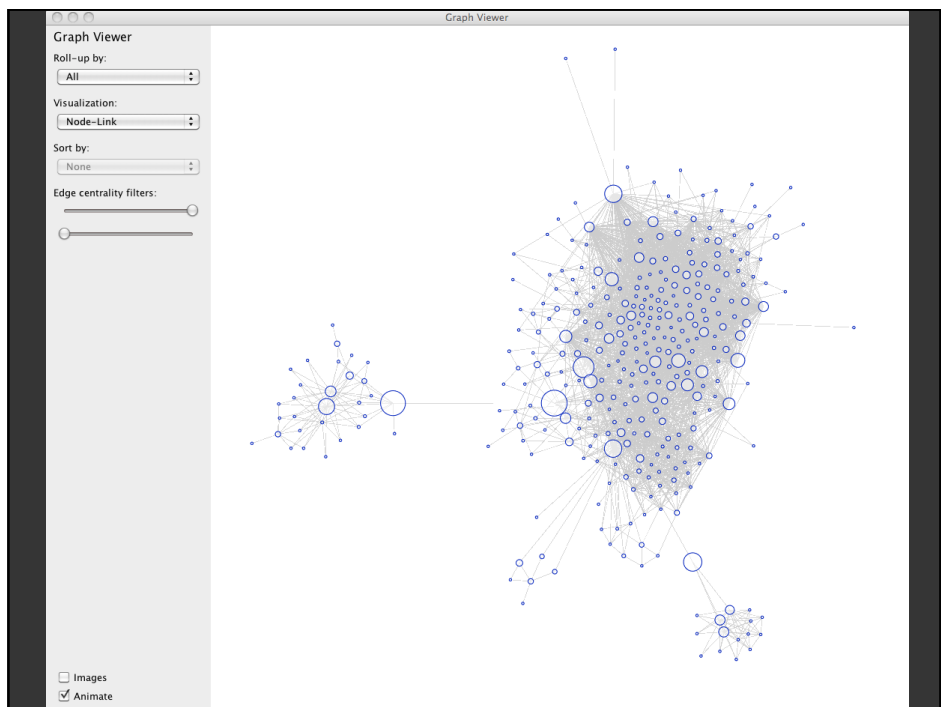 Graph Viewer
Graph Viewer
Roll-up by:
All
Visualization:
Node-Link
Sort by:
None
Edge centrality filters:
Images
Animate